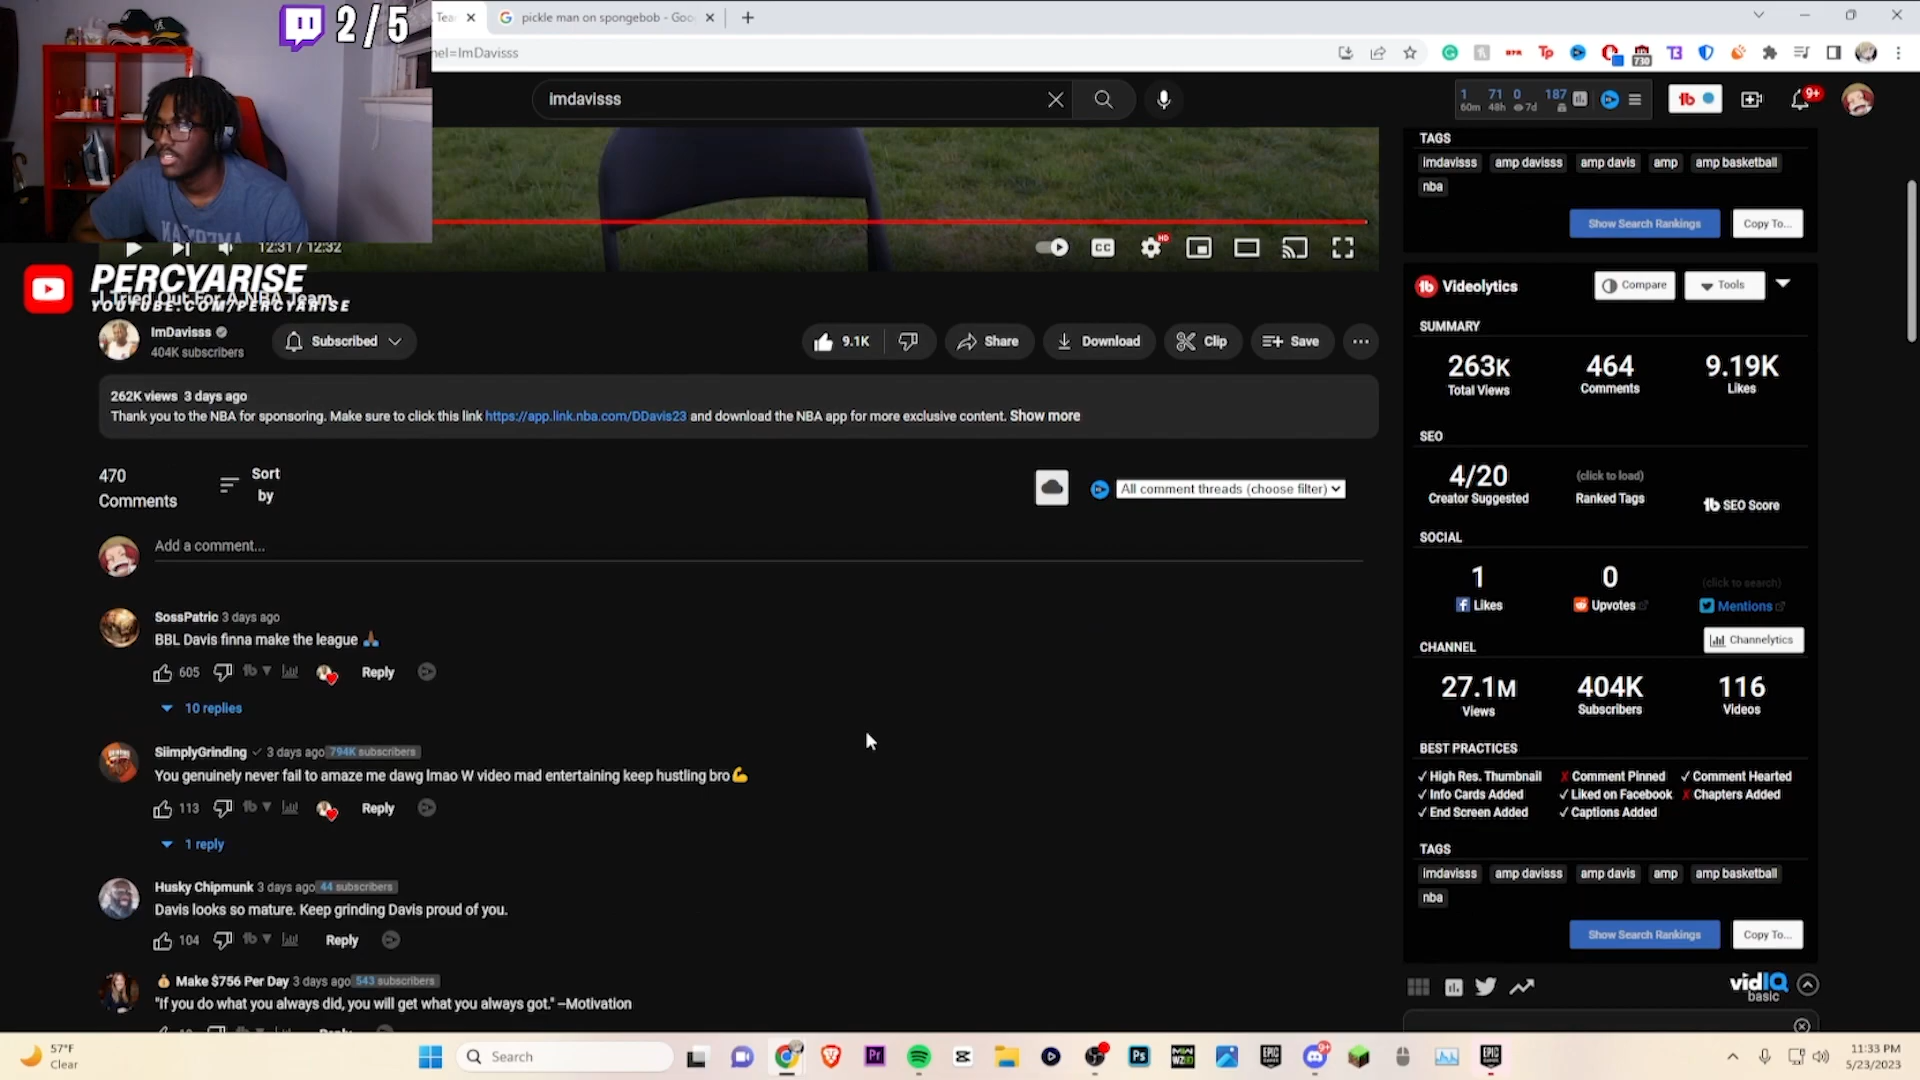 2/5
Tea
pickle man on spongebob - Goo
nel=ImDavisss
730
imdavisss
1 71 0 187
60m 48h 7d
9+
PERCYARISE
YOUTUBE.COM/PERCYARISE
12:31 / 12:32
CC
HD
I Tried Out For A NBA Team
ImDavisss
404K subscribers
Subscribed
9.1K
Share
Download
Clip
Save
262K views 3 days ago
Thank you to the NBA for sponsoring. Make sure to click this link https://app.link.nba.com/DDavis23 and download the NBA app for more exclusive content. Show more
470
Comments
Sort
by
All comment threads (choose filter)
Add a comment...
SossPatric 3 days ago
BBL Davis finna make the league 🙏🏾
605
Reply
10 replies
SiimplyGrinding 3 days ago 794K subscribers
You genuinely never fail to amaze me dawg lmao W video mad entertaining keep hustling bro💪
113
Reply
1 reply
Husky Chipmunk 3 days ago 44 subscribers
Davis looks so mature. Keep grinding Davis proud of you.
104
Reply
💰 Make $756 Per Day 3 days ago 543 subscribers
"If you do what you always did, you will get what you always got." –Motivation
TAGS
imdavisss amp davisss amp davis amp amp basketball
nba
Show Search Rankings Copy To...
Videolytics Compare Tools
SUMMARY
263K 464 9.19K
Total Views Comments Likes
SEO
4/20 (click to load)
Creator Suggested Ranked Tags SEO Score
SOCIAL
1 0 (click to search)
Likes Upvotes Mentions
CHANNEL Channelytics
27.1M 404K 116
Views Subscribers Videos
BEST PRACTICES
✓ High Res. Thumbnail ✗ Comment Pinned ✓ Comment Hearted
✓ Info Cards Added ✓ Liked on Facebook ✗ Chapters Added
✓ End Screen Added ✓ Captions Added
TAGS
imdavisss amp davisss amp davis amp amp basketball
nba
Show Search Rankings Copy To...
vidIQ
basic
57°F
Clear
Search
Pr
Ps
EPIC
9+
EPIC
11:33 PM
5/23/2023